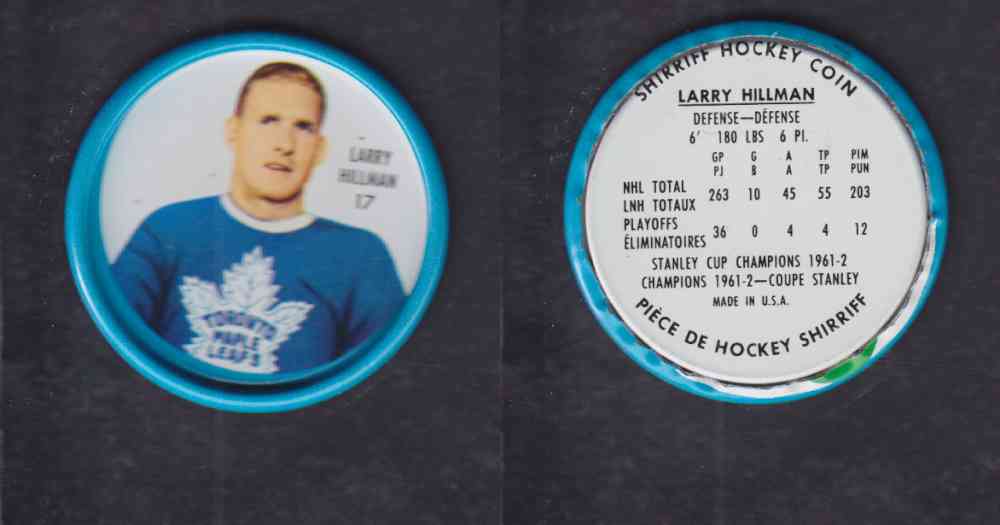 LARRY
HILLMAN
17
TORONTO
MAPLE
LEAFS
SHIRRIFF HOCKEY COIN
LARRY HILLMAN
DEFENSE—DÉFENSE
6' 180 LBS 6 PI.
GP G A TP PIM
PJ B A TP PUN
NHL TOTAL
LNH TOTAUX 263 10 45 55 203
PLAYOFFS
ÉLIMINATOIRES 36 0 4 4 12
STANLEY CUP CHAMPIONS 1961-2
CHAMPIONS 1961-2—COUPE STANLEY
MADE IN U.S.A.
PIÈCE DE HOCKEY SHIRRIFF